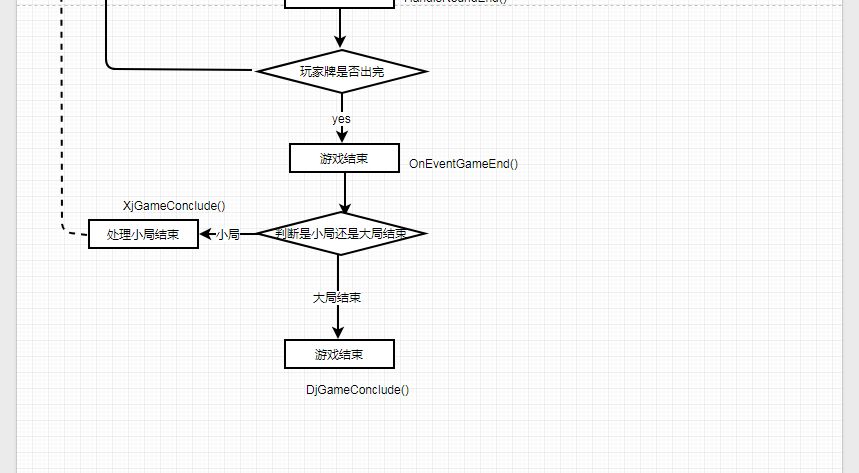 HandleRoundEnd()
玩家牌是否出完
yes
游戏结束
OnEventGameEnd()
XjGameConclude()
处理小局结束
小局
判断是小局还是大局结束
大局结束
游戏结束
DjGameConclude()